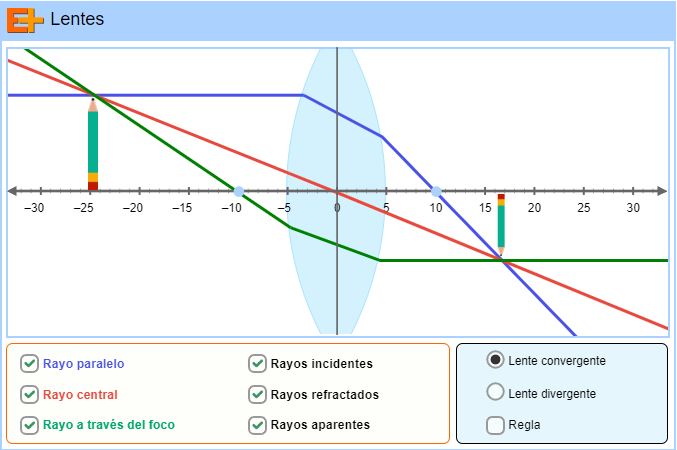 E+ Lentes
−30 −25 −20 −15 −10 −5 0 5 10 15 20 25 30
Rayo paralelo Rayos incidentes Lente convergente
Rayo central Rayos refractados Lente divergente
Rayo a través del foco Rayos aparentes Regla